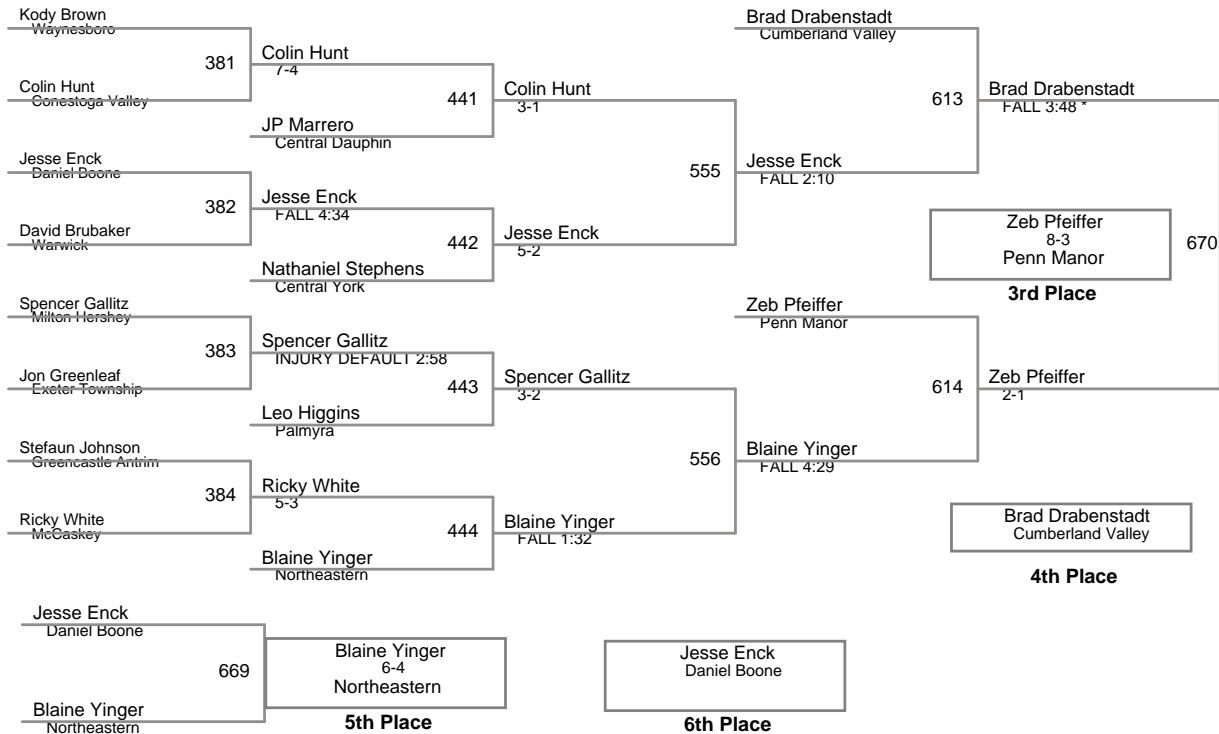 Kody Brown
Waynesboro
381
Colin Hunt
7-4
Colin Hunt
Conestoga Valley
441
Colin Hunt
3-1
JP Marrero
Central Dauphin
Jesse Enck
Daniel Boone
382
Jesse Enck
FALL 4:34
David Brubaker
Warwick
442
Jesse Enck
5-2
Nathaniel Stephens
Central York
555
Jesse Enck
FALL 2:10
Brad Drabenstadt
Cumberland Valley
613
Brad Drabenstadt
FALL 3:48 *
Spencer Gallitz
Milton Hershey
383
Spencer Gallitz
INJURY DEFAULT 2:58
Jon Greenleaf
Exeter Township
443
Spencer Gallitz
3-2
Leo Higgins
Palmyra
Stefaun Johnson
Greencastle Antrim
384
Ricky White
5-3
Ricky White
McCaskey
444
Blaine Yinger
FALL 1:32
Blaine Yinger
Northeastern
556
Blaine Yinger
FALL 4:29
Zeb Pfeiffer
Penn Manor
614
Zeb Pfeiffer
2-1
670
Zeb Pfeiffer
8-3
Penn Manor
3rd Place
Brad Drabenstadt
Cumberland Valley
4th Place
Jesse Enck
Daniel Boone
669
Blaine Yinger
Northeastern
Blaine Yinger
6-4
Northeastern
5th Place
Jesse Enck
Daniel Boone
6th Place